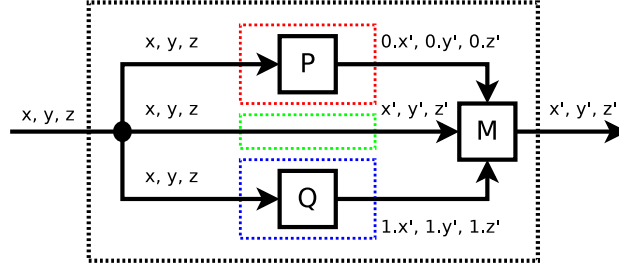 x, y, z
P
0.x', 0.y', 0.z'
x, y, z
x, y, z
x', y', z'
M
x', y', z'
x, y, z
Q
1.x', 1.y', 1.z'